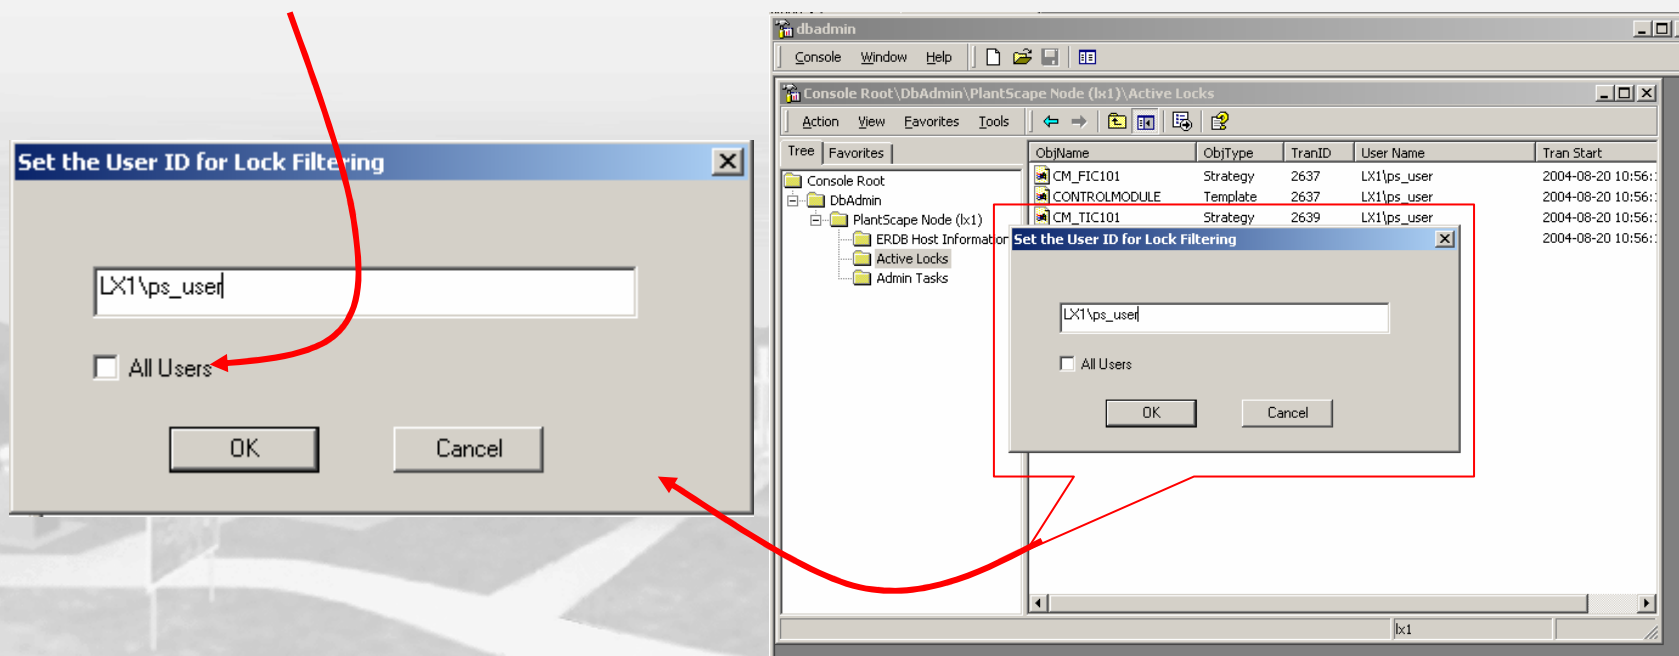 Set the User ID for Lock Filtering
LX1\ps_user
All Users
OK Cancel
dbadmin
Console Window Help
Console Root\DbAdmin\PlantScape Node (lx1)\Active Locks
Action View Favorites Tools
Tree Favorites
Console Root
DbAdmin
PlantScape Node (lx1)
ERDB Host Information
Active Locks
Admin Tasks
ObjName ObjType TranID User Name Tran Start
CM_FIC101 Strategy 2637 LX1\ps_user 2004-08-20 10:56:
CONTROLMODULE Template 2637 LX1\ps_user 2004-08-20 10:56:
CM_TIC101 Strategy 2639 LX1\ps_user 2004-08-20 10:56:
2004-08-20 10:56:
Set the User ID for Lock Filtering
LX1\ps_user
All Users
OK Cancel
lx1